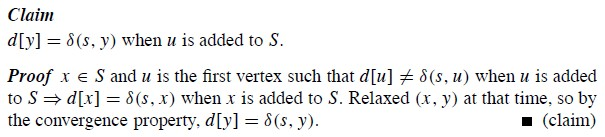 Claim
d[y] = δ(s, y) when u is added to S.
Proof x ∈ S and u is the first vertex such that d[u] ≠ δ(s, u) when u is added
to S ⇒ d[x] = δ(s, x) when x is added to S. Relaxed (x, y) at that time, so by
the convergence property, d[y] = δ(s, y). ■ (claim)